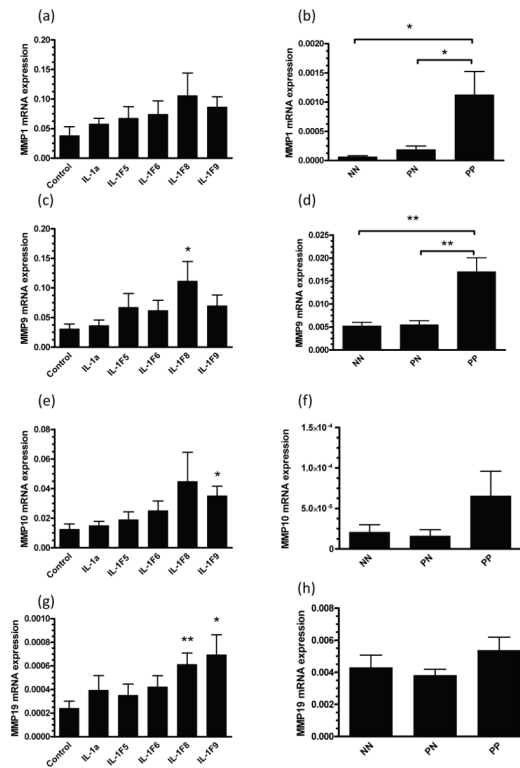 (a)
MMP1 mRNA expression
0.20
0.15
0.10
0.05
0.00
Control
IL-1a
IL-1F5
IL-1F6
IL-1F8
IL-1F9
(b)
MMP1 mRNA expression
0.0020
0.0015
0.0010
0.0005
0.0000
*
*
NN
PN
PP
(c)
MMP9 mRNA expression
0.20
0.15
0.10
0.05
0.00
*
Control
IL-1a
IL-1F5
IL-1F6
IL-1F8
IL-1F9
(d)
MMP9 mRNA expression
0.025
0.020
0.015
0.010
0.005
0.000
**
**
NN
PN
PP
(e)
MMP10 mRNA expression
0.08
0.06
0.04
0.02
0.00
*
Control
IL-1a
IL-1F5
IL-1F6
IL-1F8
IL-1F9
(f)
MMP10 mRNA expression
1.5×10-4
1.0×10-4
5.0×10-5
0
NN
PN
PP
(g)
MMP19 mRNA expression
0.0010
0.0008
0.0006
0.0004
0.0002
0.0000
**
*
Control
IL-1a
IL-1F5
IL-1F6
IL-1F8
IL-1F9
(h)
MMP19 mRNA expression
0.008
0.006
0.004
0.002
0.000
NN
PN
PP